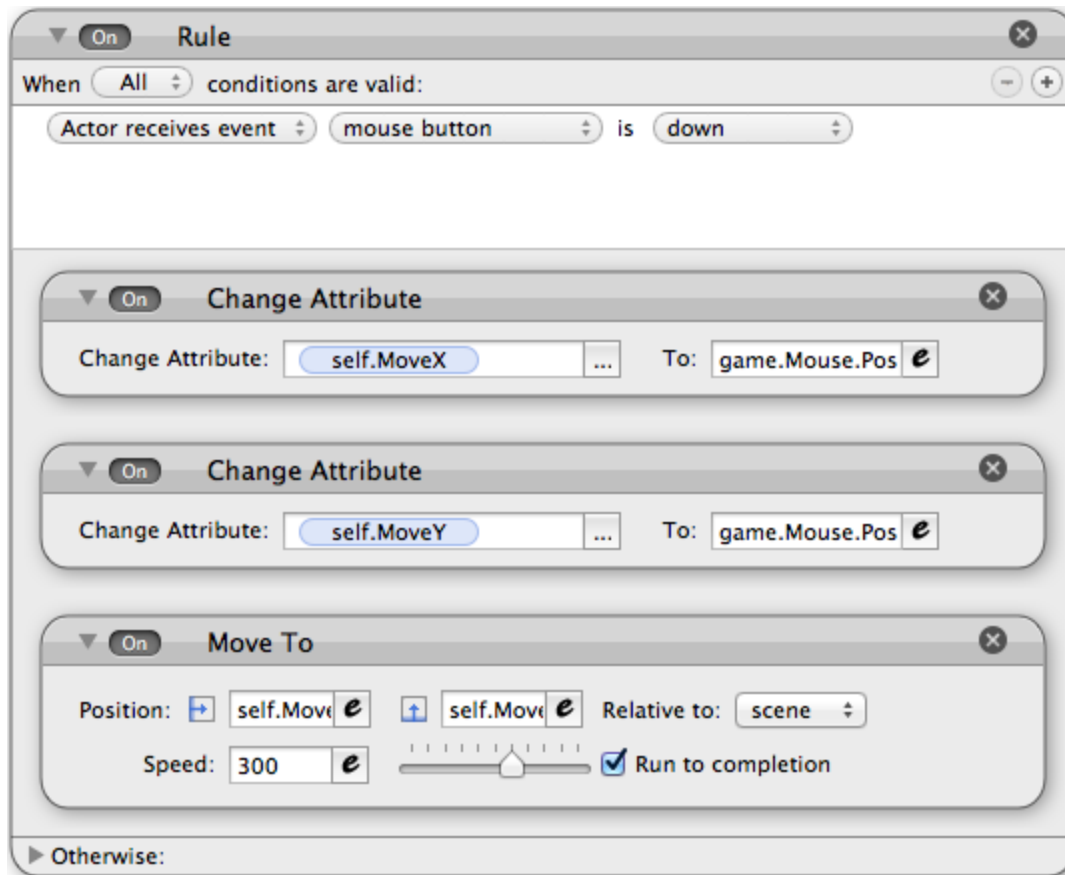 On Rule
When All conditions are valid:
Actor receives event mouse button is down
On Change Attribute
Change Attribute: self.MoveX ... To: game.Mouse.Pos e
On Change Attribute
Change Attribute: self.MoveY ... To: game.Mouse.Pos e
On Move To
Position: self.Move e self.Move e Relative to: scene
Speed: 300 e Run to completion
Otherwise: